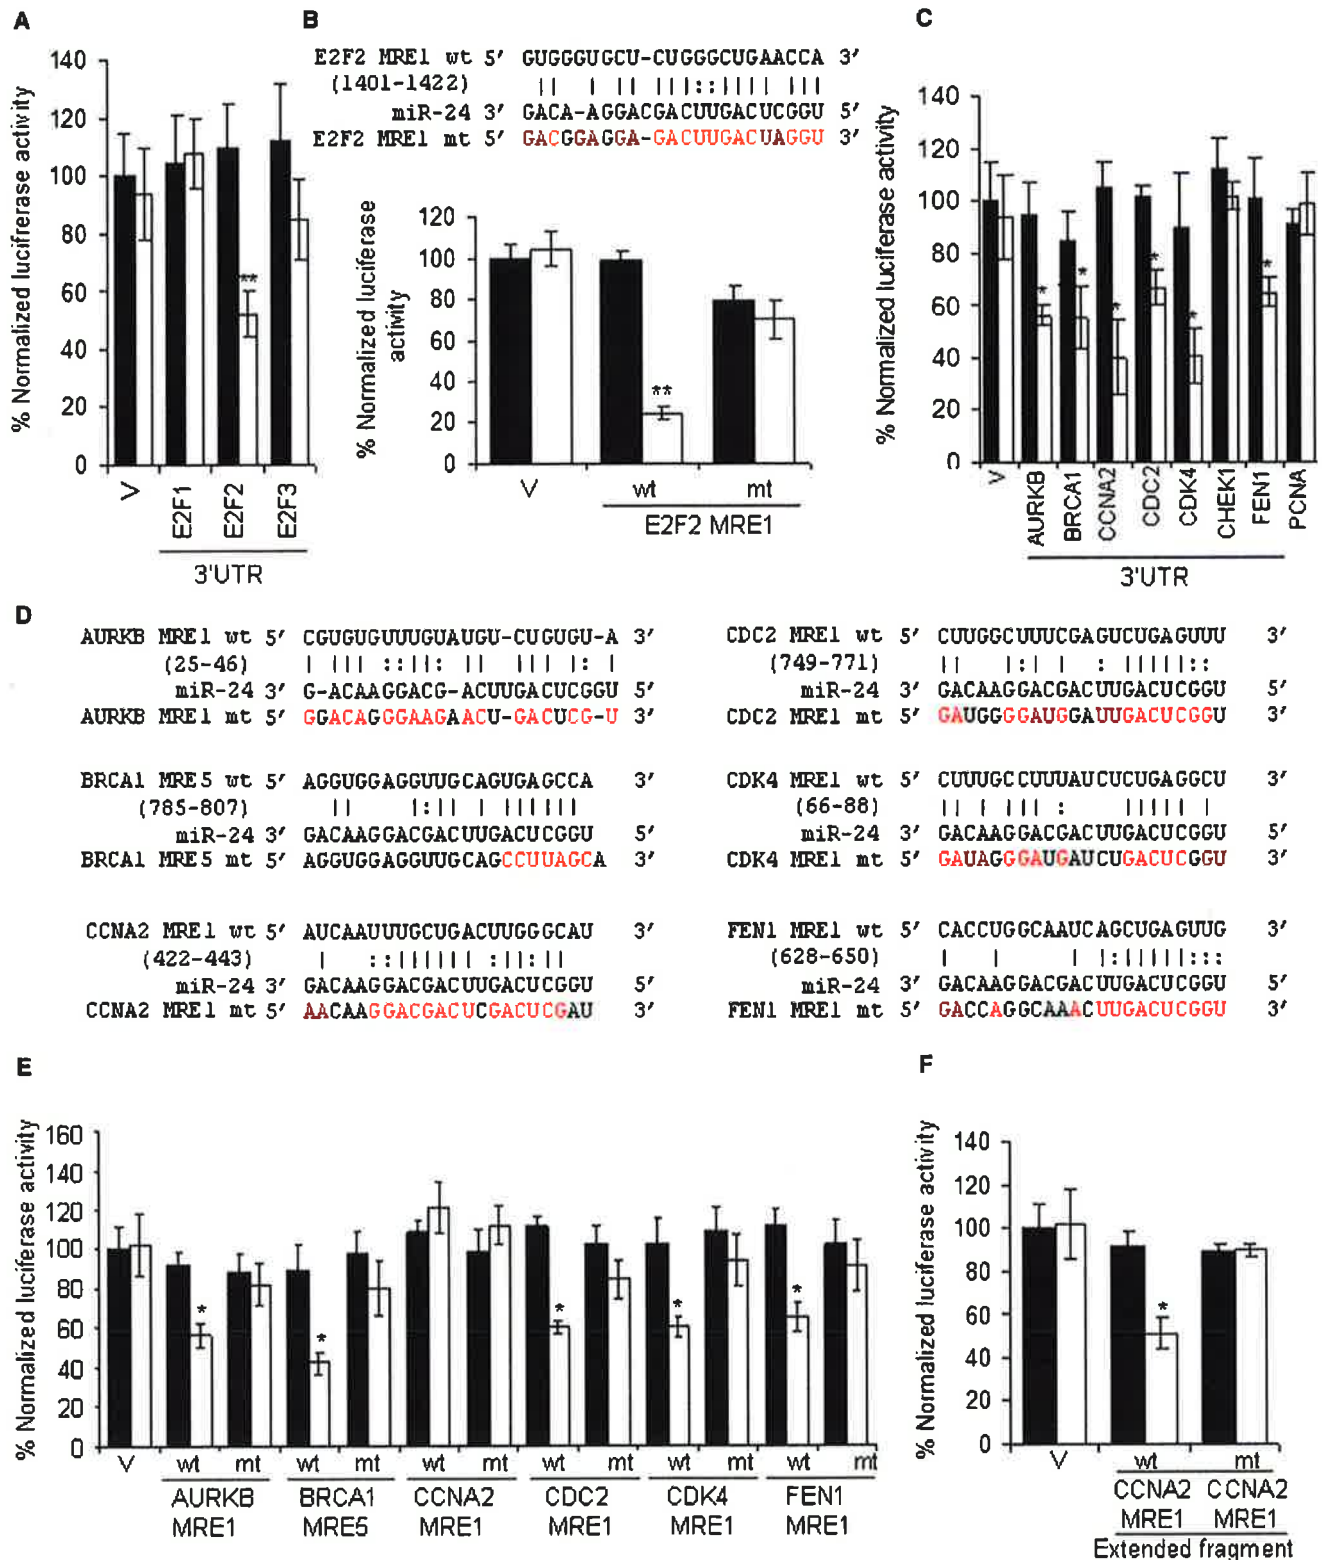 A
% Normalized lucifrerase activity
140
120
100
80
60
40
20
0
**
V
E2F1
E2F2
E2F3
3'UTR
B
E2F2 MRE1 wt 5' GUGGGUGCU-CUGGGCUGAACCA 3'
(1401-1422)
miR-24 3' GACA-AGGACGACUUGACUCGGU 5'
E2F2 MRE1 mt 5' GACGGAGGA-GACUUGACUAGGU 3'
% Normalized luciferase activity
120
100
80
60
40
20
0
**
V
wt
mt
E2F2 MRE1
C
% Normalized luciferase activity
140
120
100
80
60
40
20
0
* * * * * *
V
AURKB
BRCA1
CCNA2
CDC2
CDK4
CHEK1
FEN1
PCNA
3'UTR
D
AURKB MRE1 wt 5' CGUGUGUUUGUAUGU-CUGUGU-A 3'
(25-46)
miR-24 3' G-ACAAGGACG-ACUUGACUCGGU 5'
AURKB MRE1 mt 5' GGACAGGGAAGAACU-GACUCG-U 3'
BRCA1 MRE5 wt 5' AGGUGGAGGUUGCAGUGAGCCA 3'
(785-807)
miR-24 3' GACAAGGACGACUUGACUCGGU 5'
BRCA1 MRE5 mt 5' AGGUGGAGGUUGCAGCCUUAGCA 3'
CCNA2 MRE1 wt 5' AUCAAUUUGCUGACUUGGGCAU 3'
(422-443)
miR-24 3' GACAAGGACGACUUGACUCGGU 5'
CCNA2 MRE1 mt 5' AACAAGGACGACUCGACUCGAU 3'
CDC2 MRE1 wt 5' CUUGGCUUUCGAGUCUGAGUUU 3'
(749-771)
miR-24 3' GACAAGGACGACUUGACUCGGU 5'
CDC2 MRE1 mt 5' GAUGGGGAUGGAUUGACUCGGU 3'
CDK4 MRE1 wt 5' CUUUGCCUUUAUCUCUGAGGCU 3'
(66-88)
miR-24 3' GACAAGGACGACUUGACUCGGU 5'
CDK4 MRE1 mt 5' GAUAGGGAUGAUCUGACUCGGU 3'
FEN1 MRE1 wt 5' CACCUGGCAAUCAGCUGAGUUG 3'
(628-650)
miR-24 3' GACAAGGACGACUUGACUCGGU 5'
FEN1 MRE1 mt 5' GACCAGGCAAACUUGACUCGGU 3'
E
% Normalized luciferase activity
160
140
120
100
80
60
40
20
0
* * * * *
V
wt mt wt mt wt mt wt mt wt mt wt mt
AURKB MRE1
BRCA1 MRE5
CCNA2 MRE1
CDC2 MRE1
CDK4 MRE1
FEN1 MRE1
F
% Normalized luciferase activity
140
120
100
80
60
40
20
0
*
V
wt
mt
CCNA2 MRE1
CCNA2 MRE1
Extended fragment